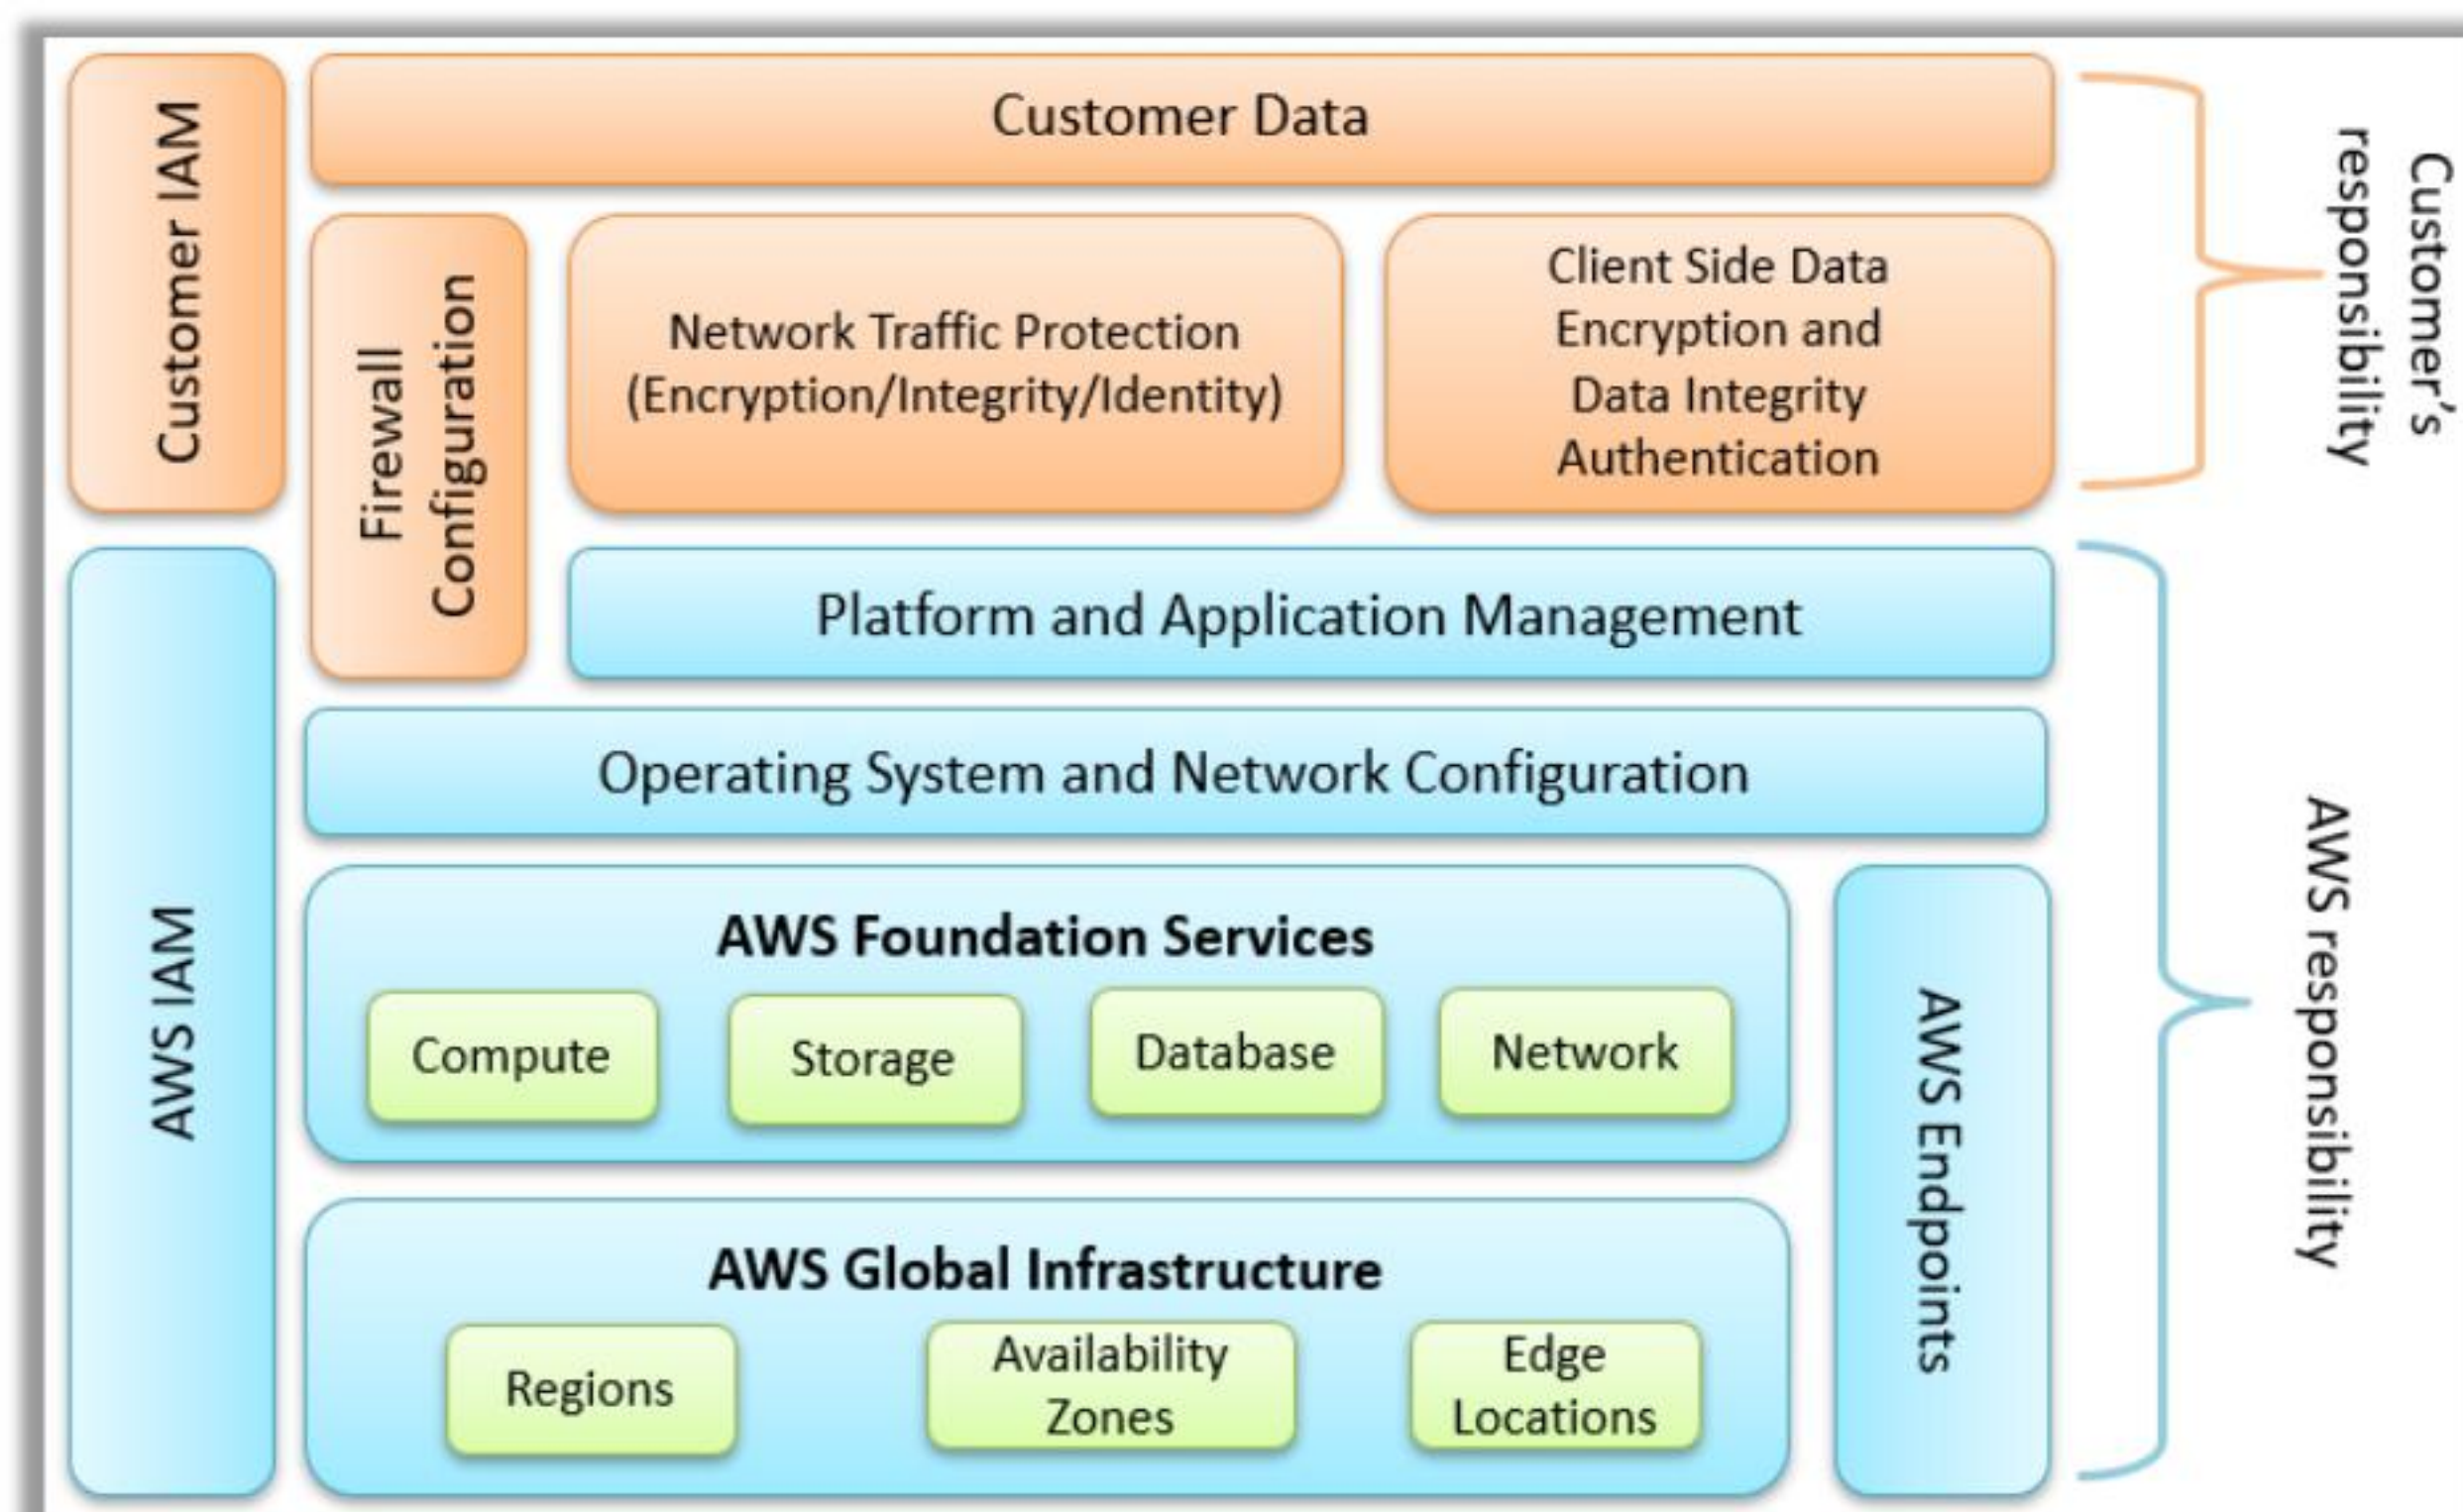 Customer IAM
Customer Data
Firewall
Configuration
Network Traffic Protection
(Encryption/Integrity/Identity)
Client Side Data
Encryption and
Data Integrity
Authentication
Customer's
responsibility
AWS IAM
Platform and Application Management
Operating System and Network Configuration
AWS Foundation Services
Compute
Storage
Database
Network
AWS Endpoints
AWS responsibility
AWS Global Infrastructure
Regions
Availability
Zones
Edge
Locations